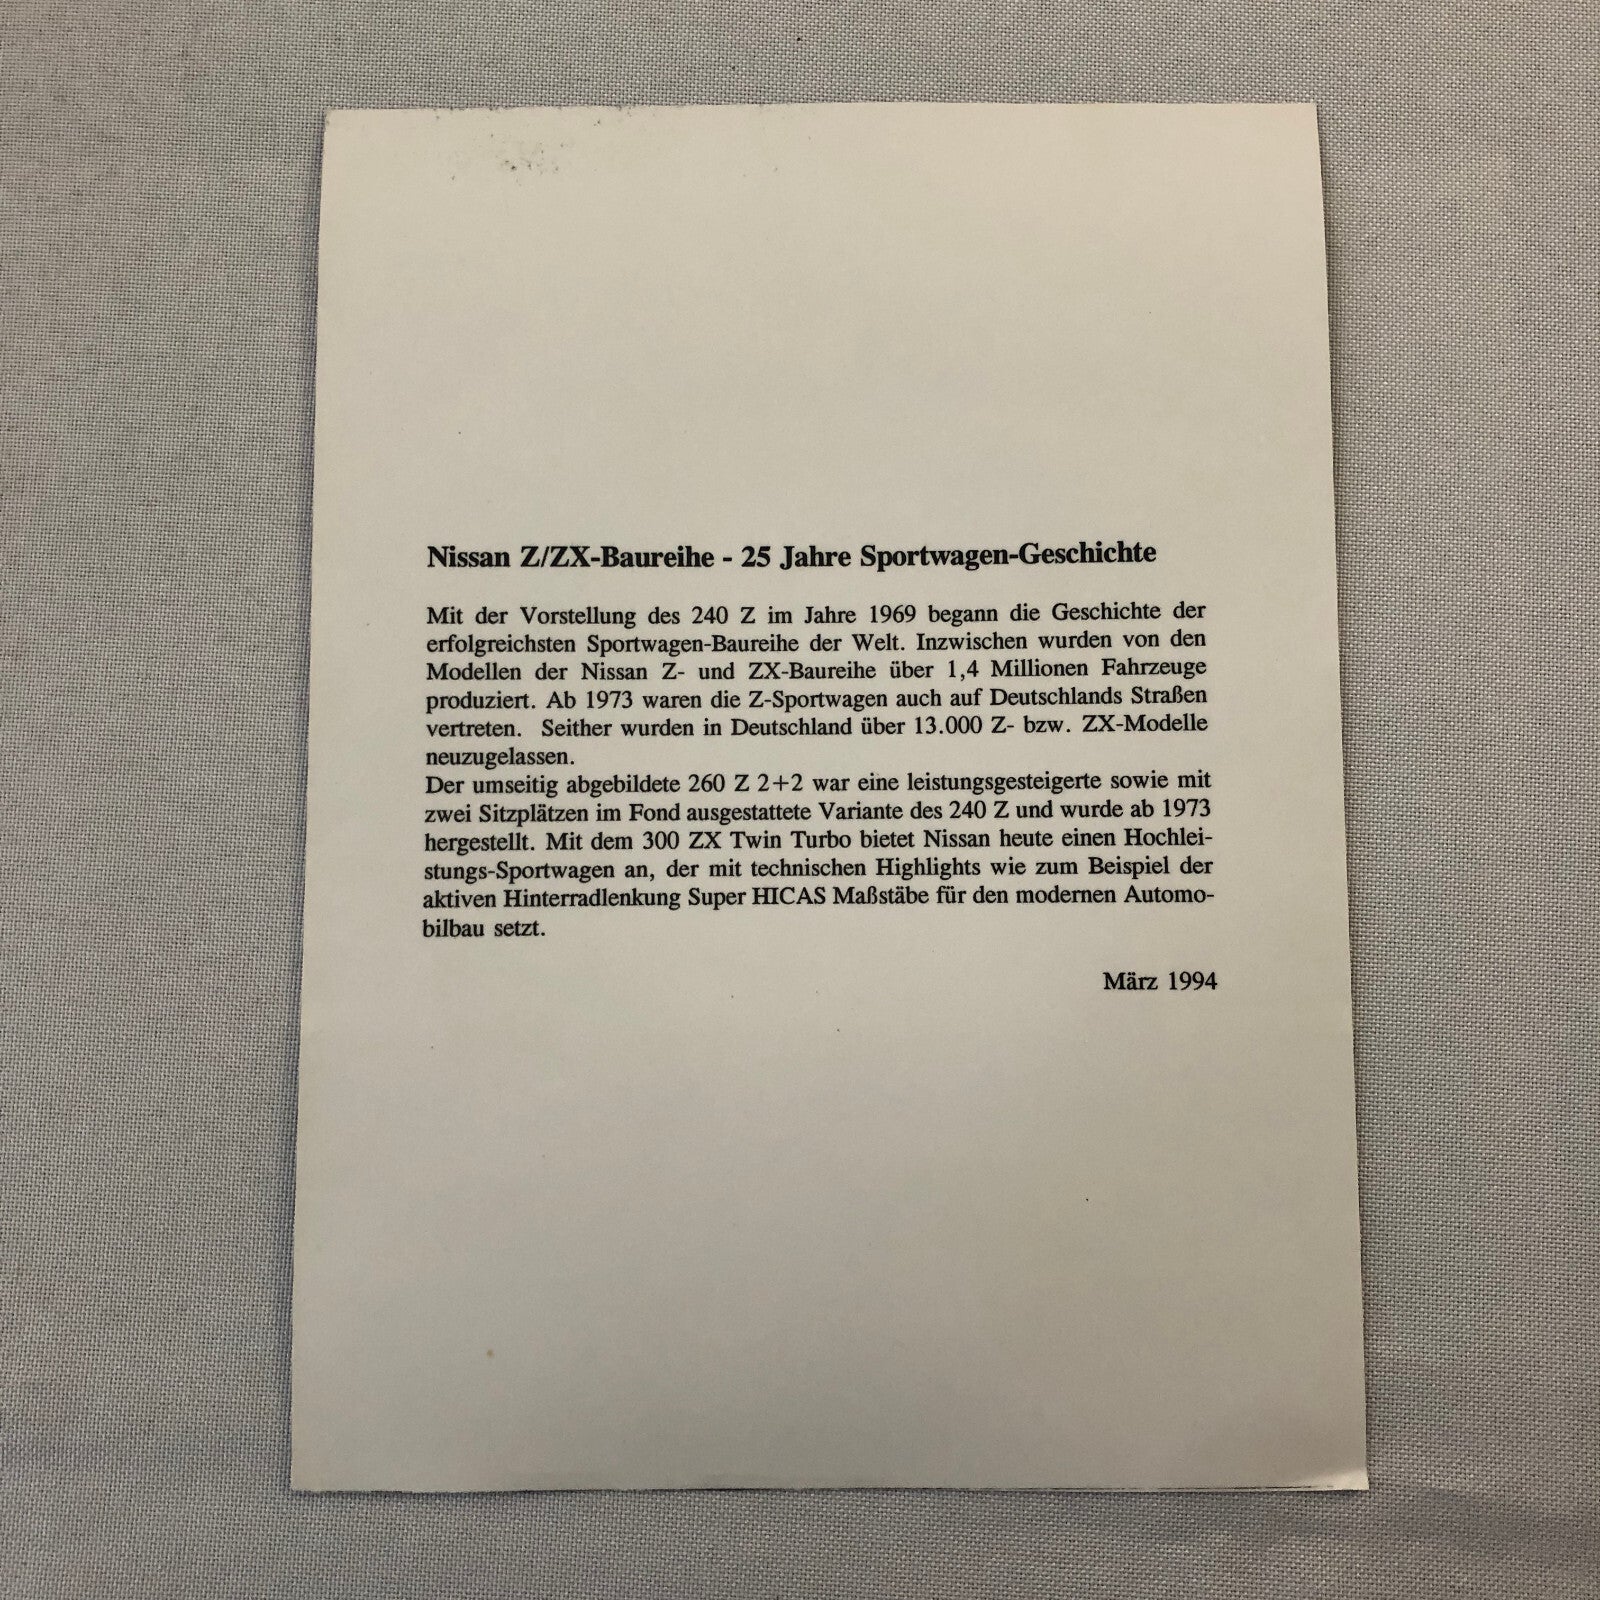 Nissan Z/ZX-Baureihe - 25 Jahre Sportwagen-Geschichte
Mit der Vorstellung des 240 Z im Jahre 1969 begann die Geschichte der
erfolgreichsten Sportwagen-Baureihe der Welt. Inzwischen wurden von den
Modellen der Nissan Z- und ZX-Baureihe über 1,4 Millionen Fahrzeuge
produziert. Ab 1973 waren die Z-Sportwagen auch auf Deutschlands Straßen
vertreten. Seither wurden in Deutschland über 13.000 Z- bzw. ZX-Modelle
neuzugelassen.
Der umseitig abgebildete 260 Z 2+2 war eine leistungsgesteigerte sowie mit
zwei Sitzplätzen im Fond ausgestattete Variante des 240 Z und wurde ab 1973
hergestellt. Mit dem 300 ZX Twin Turbo bietet Nissan heute einen Hochlei-
stungs-Sportwagen an, der mit technischen Highlights wie zum Beispiel der
aktiven Hinterradlenkung Super HICAS Maßstäbe für den modernen Automo-
bilbau setzt.
März 1994